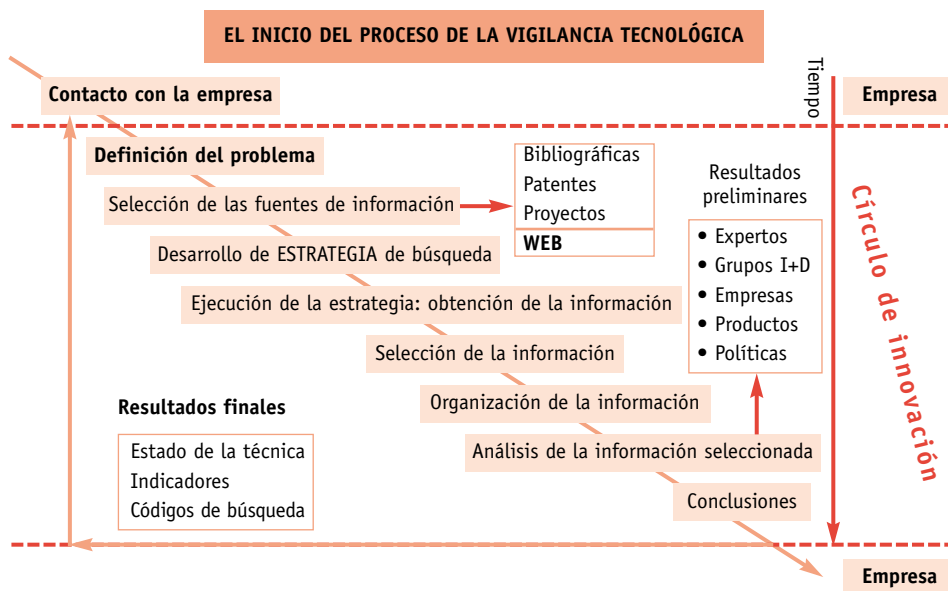 EL INICIO DEL PROCESO DE LA VIGILANCIA TECNOLÓGICA
Tiempo
Contacto con la empresa
Empresa
Definición del problema
Bibliográficas
Patentes
Proyectos
WEB
Selección de las fuentes de información
Resultados
preliminares
• Expertos
• Grupos I+D
• Empresas
• Productos
• Políticas
Círculo de innovación
Desarrollo de ESTRATEGIA de búsqueda
Ejecución de la estrategia: obtención de la información
Selección de la información
Organización de la información
Resultados finales
Estado de la técnica
Indicadores
Códigos de búsqueda
Análisis de la información seleccionada
Conclusiones
Empresa